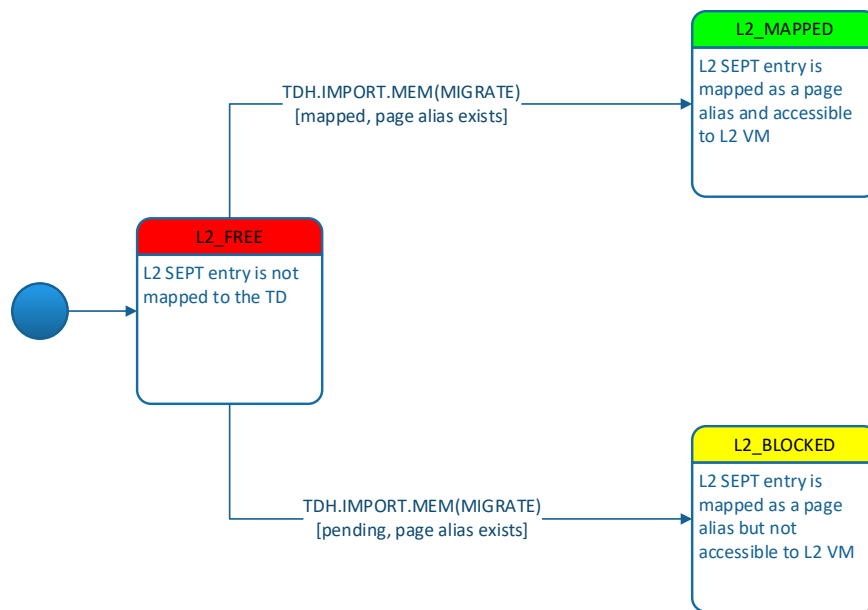 L2_MAPPED
L2 SEPT entry is
mapped as a page
alias and accessible
to L2 VM
TDH.IMPORT.MEM(MIGRATE)
[mapped, page alias exists]
L2_FREE
L2 SEPT entry is not
mapped to the TD
L2_BLOCKED
L2 SEPT entry is
mapped as a page
alias but not
accessible to L2 VM
TDH.IMPORT.MEM(MIGRATE)
[pending, page alias exists]